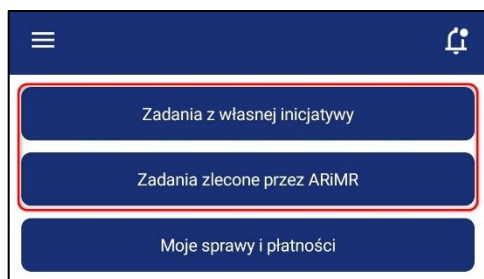 Zadania z własnej inicjatywy
Zadania zlecone przez ARiMR
Moje sprawy i płatności